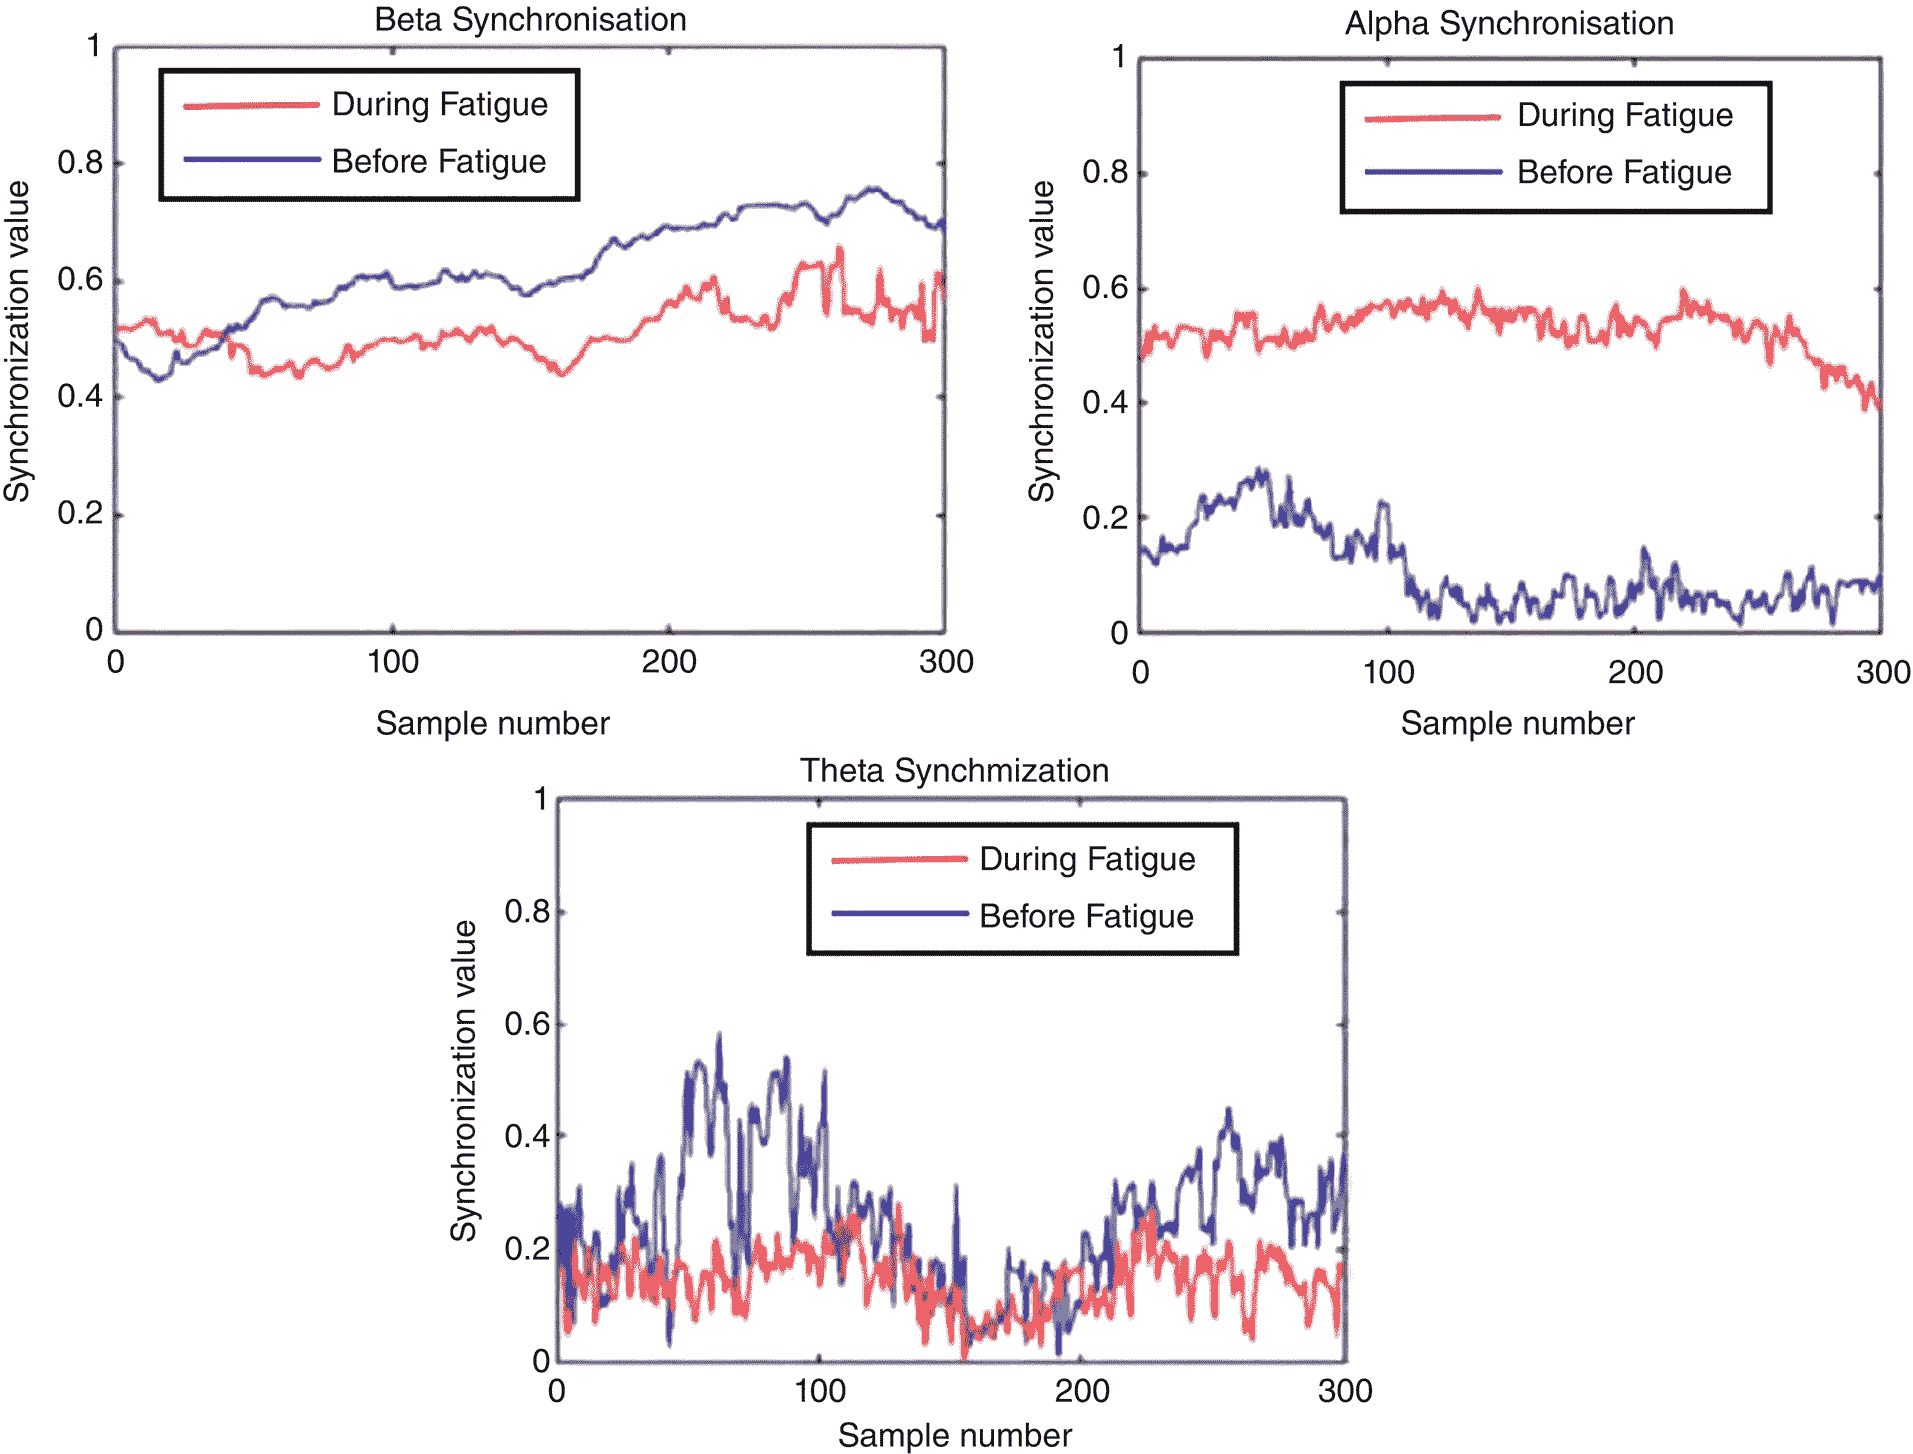 Beta Synchronisation
1
0.8
0.6
0.4
0.2
0
Synchronization value
During Fatigue
Before Fatigue
0 100 200 300
Sample number
Alpha Synchronisation
1
0.8
0.6
0.4
0.2
0
Synchronization value
During Fatigue
Before Fatigue
0 100 200 300
Sample number
Theta Synchmization
1
0.8
0.6
0.4
0.2
0
Synchronization value
During Fatigue
Before Fatigue
0 100 200 300
Sample number